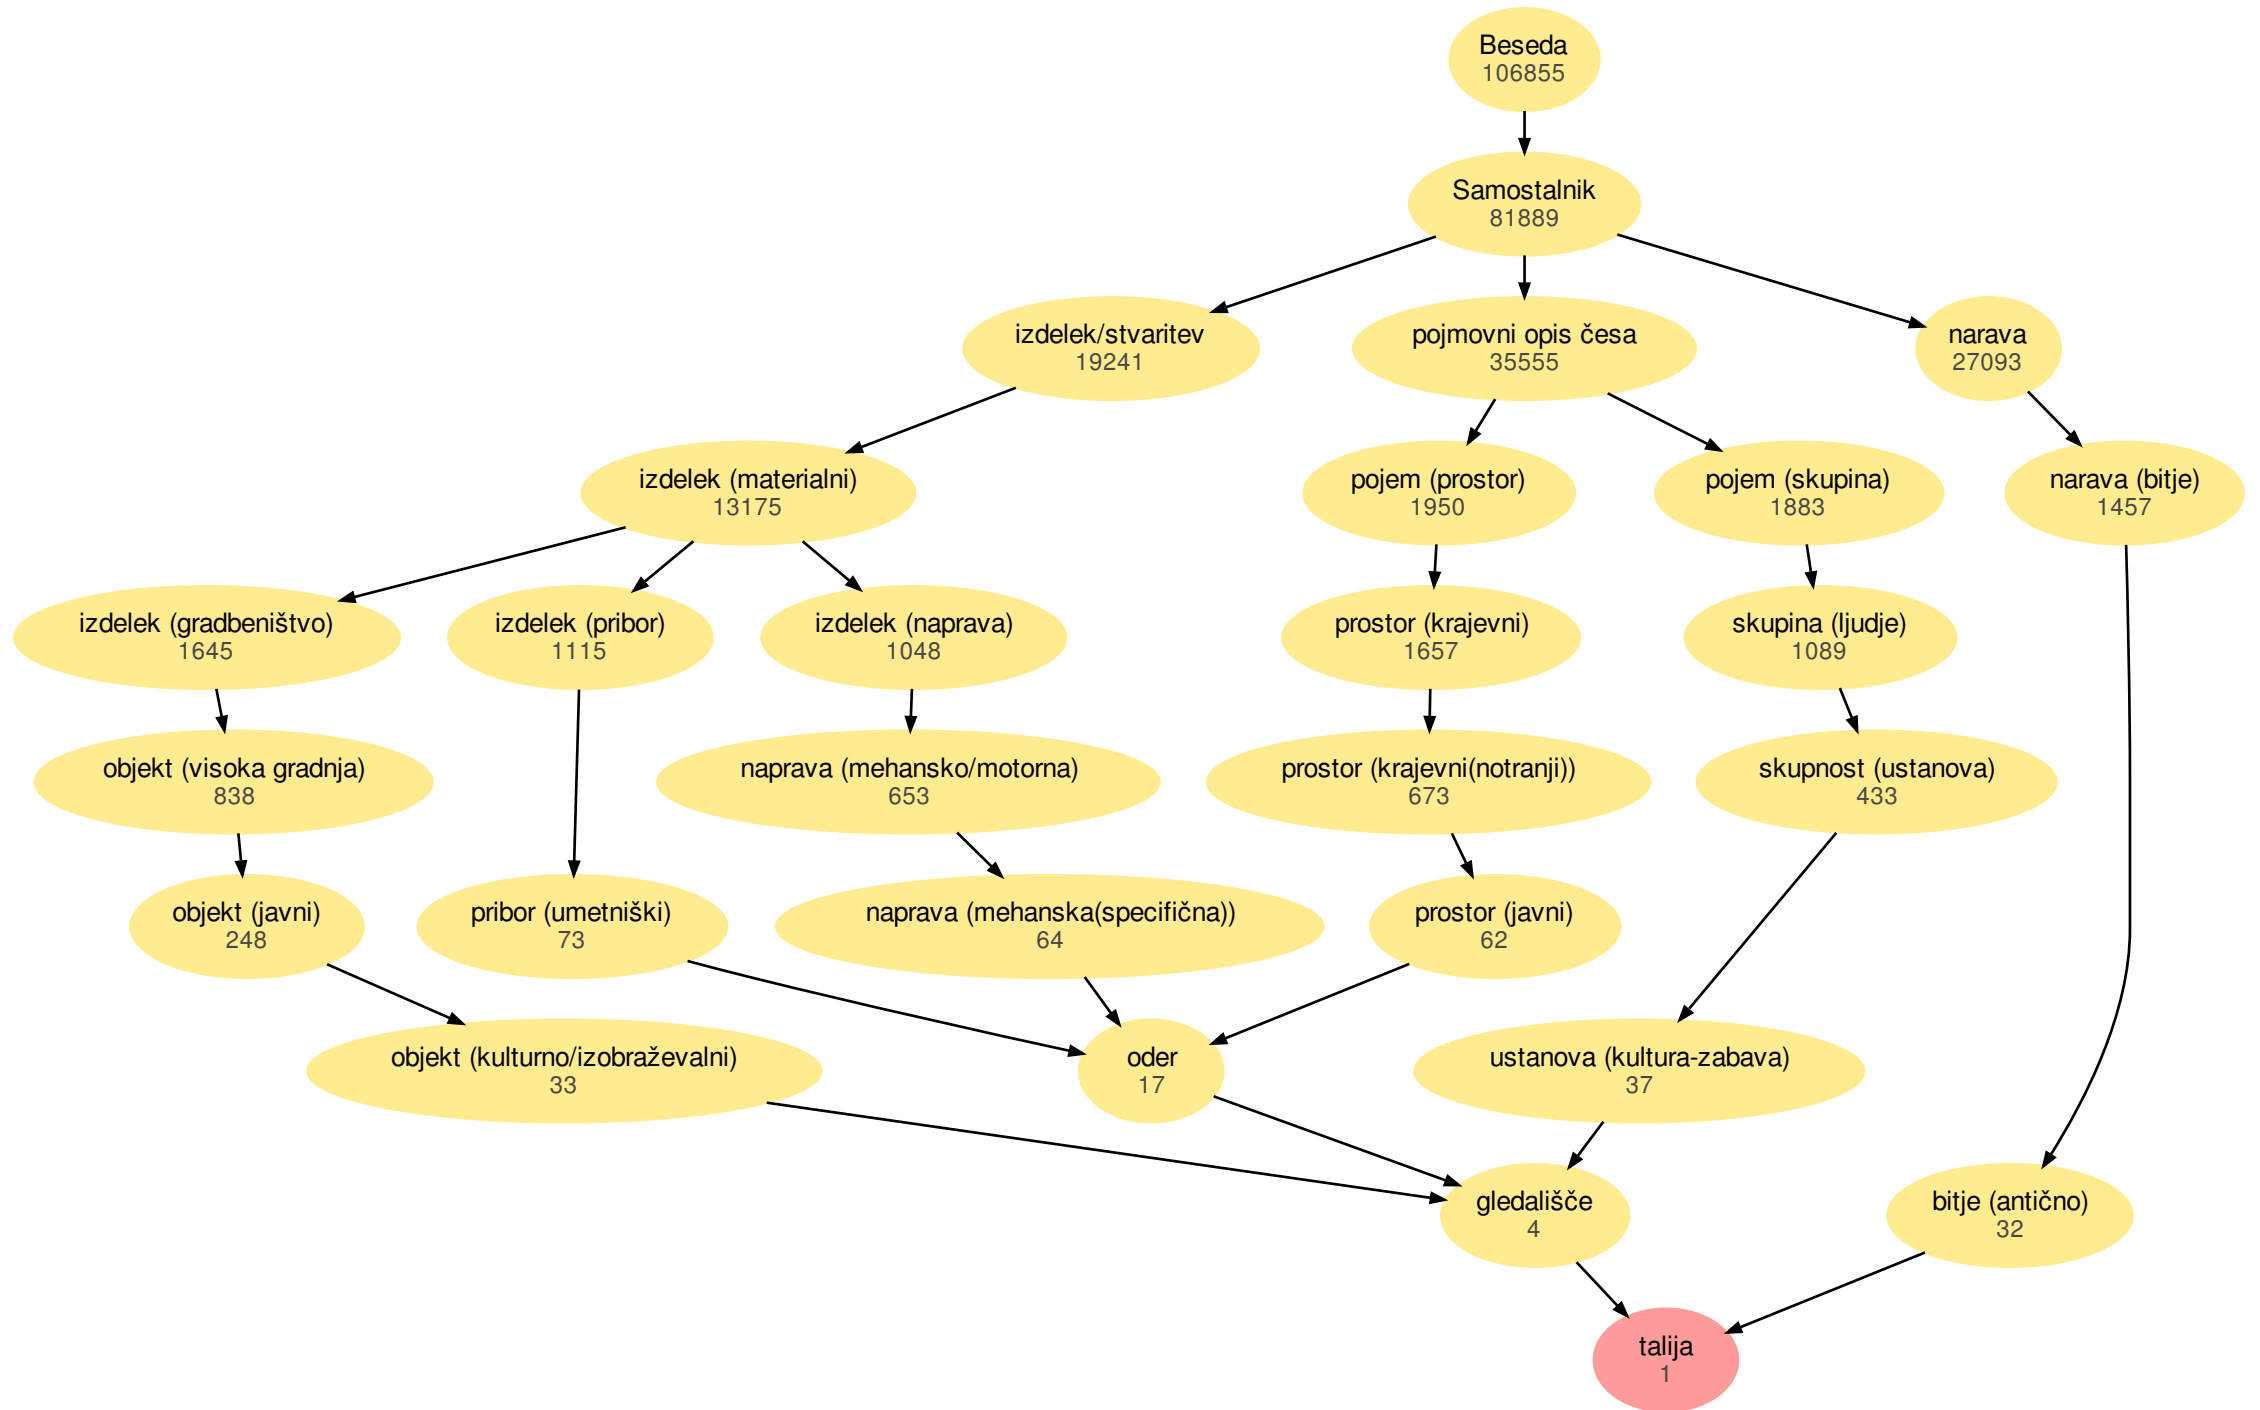 Beseda
106855
Samostalnik
81889
izdelek/stvaritev
19241
pojmovni opis česa
35555
narava
27093
izdelek (materialni)
13175
pojem (prostor)
1950
pojem (skupina)
1883
narava (bitje)
1457
izdelek (gradbeništvo)
1645
izdelek (pribor)
1115
izdelek (naprava)
1048
prostor (krajevni)
1657
skupina (ljudje)
1089
objekt (visoka gradnja)
838
naprava (mehansko/motorna)
653
prostor (krajevni(notranji))
673
skupnost (ustanova)
433
objekt (javni)
248
pribor (umetniški)
73
naprava (mehanska(specifična))
64
prostor (javni)
62
objekt (kulturno/izobraževalni)
33
oder
17
ustanova (kultura-zabava)
37
gledališče
4
bitje (antično)
32
talija
1